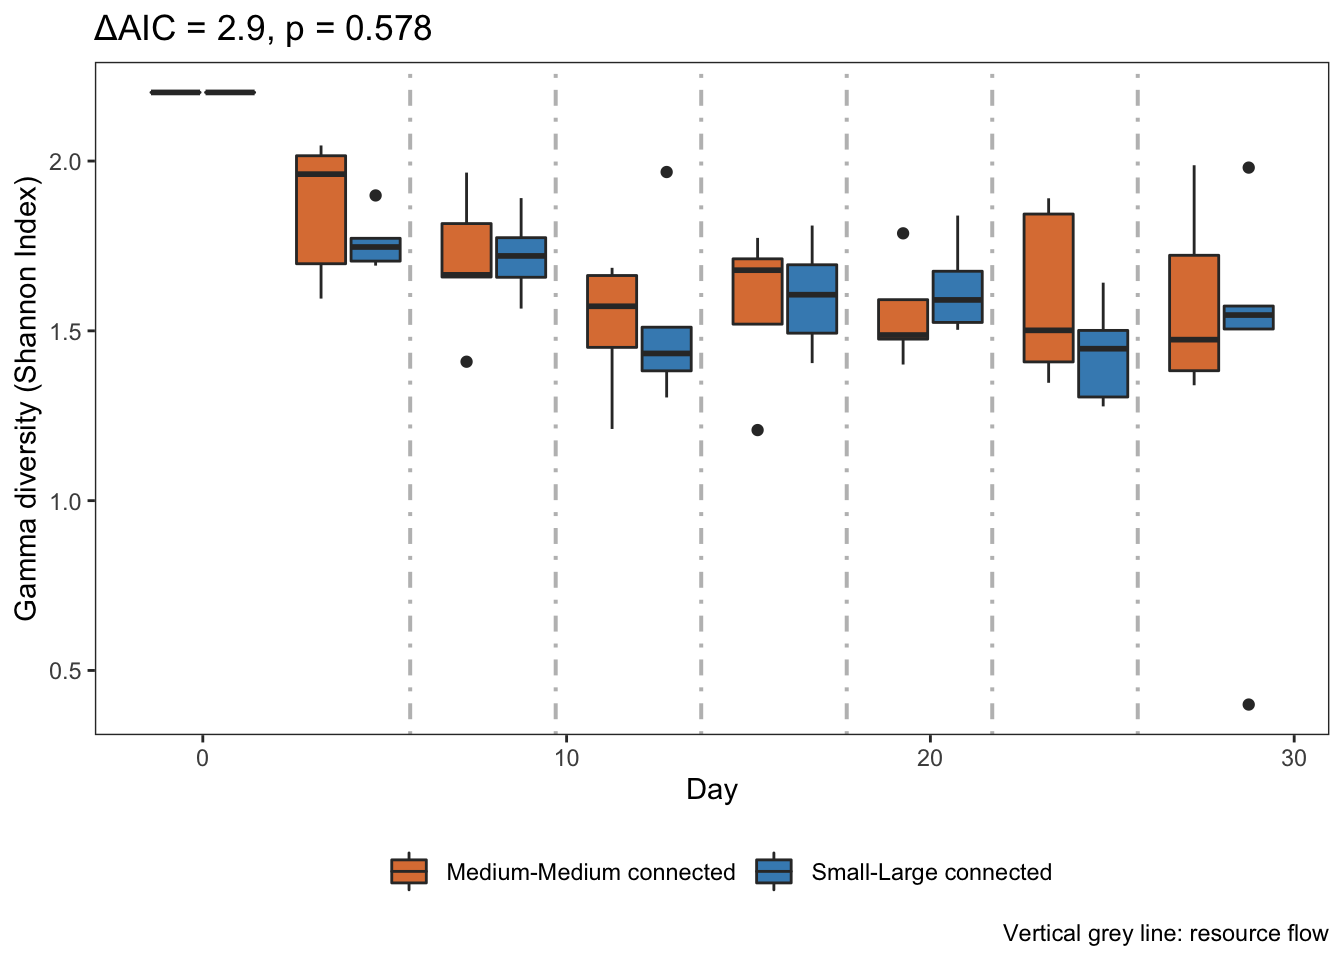 ΔAIC = 2.9, p = 0.578
Gamma diversity (Shannon Index)
2.0
1.5
1.0
0.5
0 10 20 30
Day
Medium-Medium connected Small-Large connected
Vertical grey line: resource flow